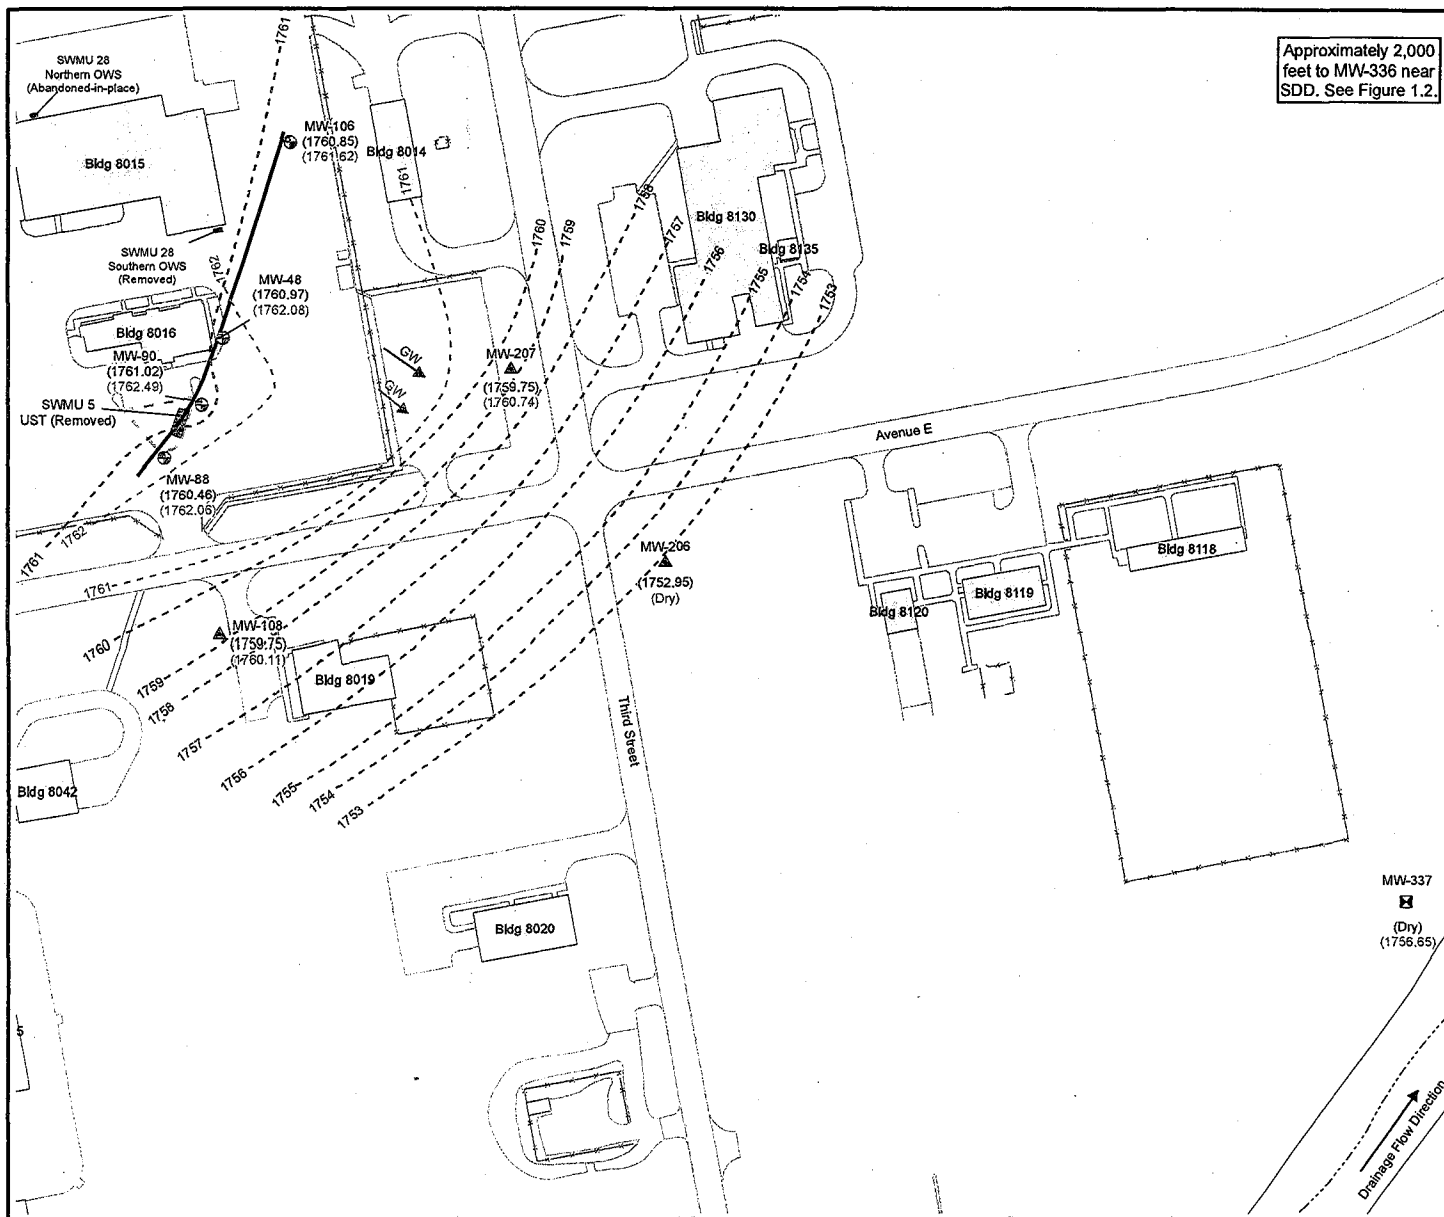 1761
Approximately 2,000
feet to MW-336 near
SDD. See Figure 1.2.
SWMU 28
Northern OWS
(Abandoned-in-place)
MW-106
(1760.85)
(1761.62)
Bldg 8015
Bldg 8014
1761
SWMU 28
Southern OWS
(Removed)
1762
MW-48
(1760.97)
(1762.08)
Bldg 8016
MW-90
(1761.02)
(1762.49)
SWMU 5
UST (Removed)
MW-88
(1760.46)
(1762.06)
GW
GW
MW-207
(1759.75)
(1760.74)
1760
1759
1758
1757
1756
1755
1754
1753
Bldg 8130
Bldg 8135
Avenue E
1761
1762
1761
1760
1759
1758
1757
1756
1755
1754
1753
MW-108
(1759.75)
(1760.11)
Bldg 8019
MW-206
(1752.95)
(Dry)
Bldg 8118
Bldg 8119
Bldg 8120
Third Street
Bldg 8042
Bldg 8020
MW-337
(Dry)
(1756.65)
5
Drainage Flow Direction